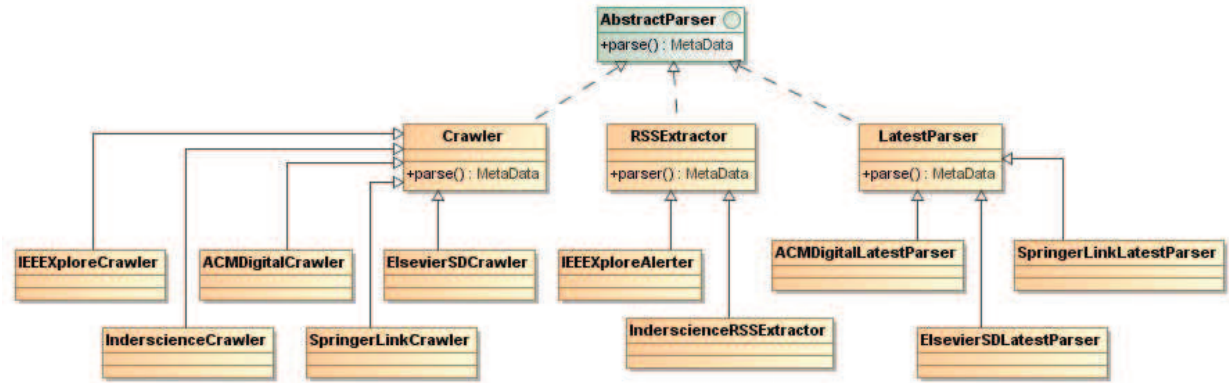 AbstractParser
+parse() : MetaData
Crawler
+parse() : MetaData
RSSExtractor
+parser() : MetaData
LatestParser
+parse() : MetaData
IEEEXploreCrawler
ACMDigitalCrawler
ElsevierSDCrawler
IEEEXploreAlerter
ACMDigitalLatestParser
SpringerLinkLatestParser
InderscienceCrawler
SpringerLinkCrawler
InderscienceRSSExtractor
ElsevierSDLatestParser